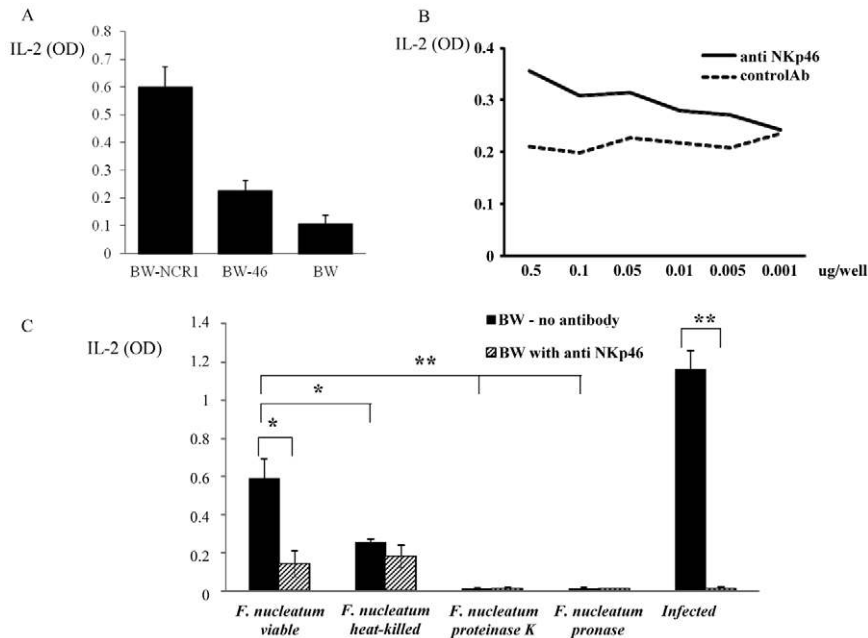 A
IL-2 (OD)
0.8
0.7
0.6
0.5
0.4
0.3
0.2
0.1
0
BW-NCR1 BW-46 BW
B
IL-2 (OD)
0.4
0.3
0.2
0.1
0
anti NKp46
controlAb
0.5 0.1 0.05 0.01 0.005 0.001 ug/well
C
IL-2 (OD)
1.4
1.2
1
0.8
0.6
0.4
0.2
0
BW - no antibody
BW with anti NKp46
**
**
*
*
F. nucleatum viable
F. nucleatum heat-killed
F. nucleatum proteinase K
F. nucleatum pronase
Infected